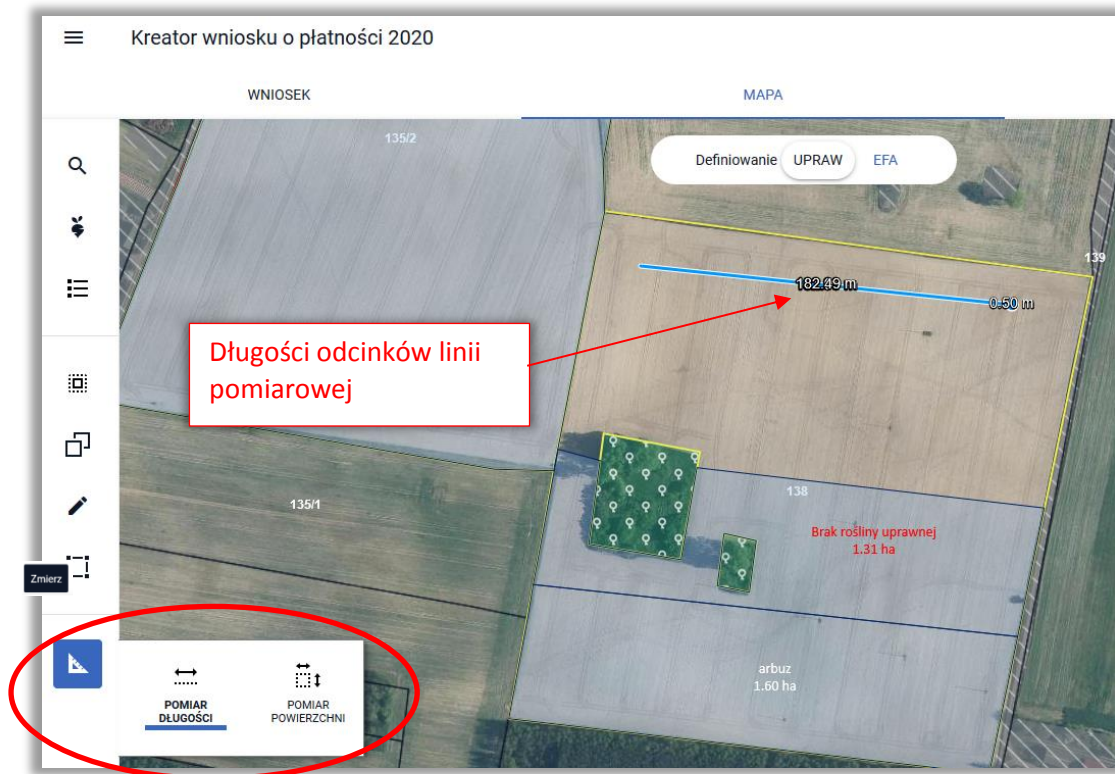 Kreator wniosku o płatności 2020
WNIOSEK
MAPA
135/2
Definiowanie UPRAW EFA
139
182.49 m
0.50 m
Długości odcinków linii
pomiarowej
135/1
138
Brak rośliny uprawnej
1.31 ha
Zmierz
arbuz
1.60 ha
POMIAR
DŁUGOŚCI
POMIAR
POWIERZCHNI